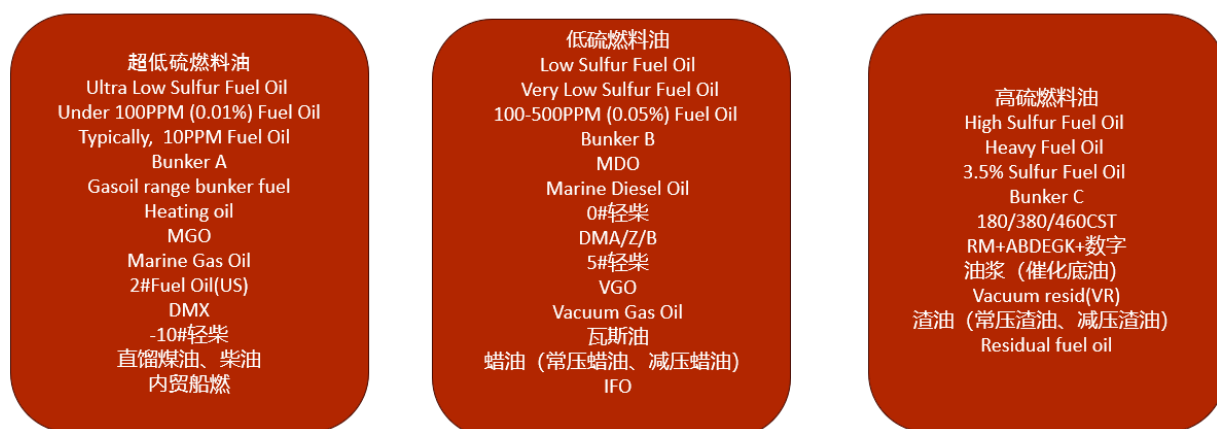 超低硫燃料油
Ultra Low Sulfur Fuel Oil
Under 100PPM (0.01%) Fuel Oil
Typically, 10PPM Fuel Oil
Bunker A
Gasoil range bunker fuel
Heating oil
MGO
Marine Gas Oil
2#Fuel Oil(US)
DMX
-10#轻柴
直馏煤油、柴油
内贸船燃
低硫燃料油
Low Sulfur Fuel Oil
Very Low Sulfur Fuel Oil
100-500PPM (0.05%) Fuel Oil
Bunker B
MDO
Marine Diesel Oil
0#轻柴
DMA/Z/B
5#轻柴
VGO
Vacuum Gas Oil
瓦斯油
蜡油（常压蜡油、减压蜡油）
IFO
高硫燃料油
High Sulfur Fuel Oil
Heavy Fuel Oil
3.5% Sulfur Fuel Oil
Bunker C
180/380/460CST
RM+ABDEGK+数字
油浆（催化底油）
Vacuum resid(VR)
渣油（常压渣油、减压渣油）
Residual fuel oil